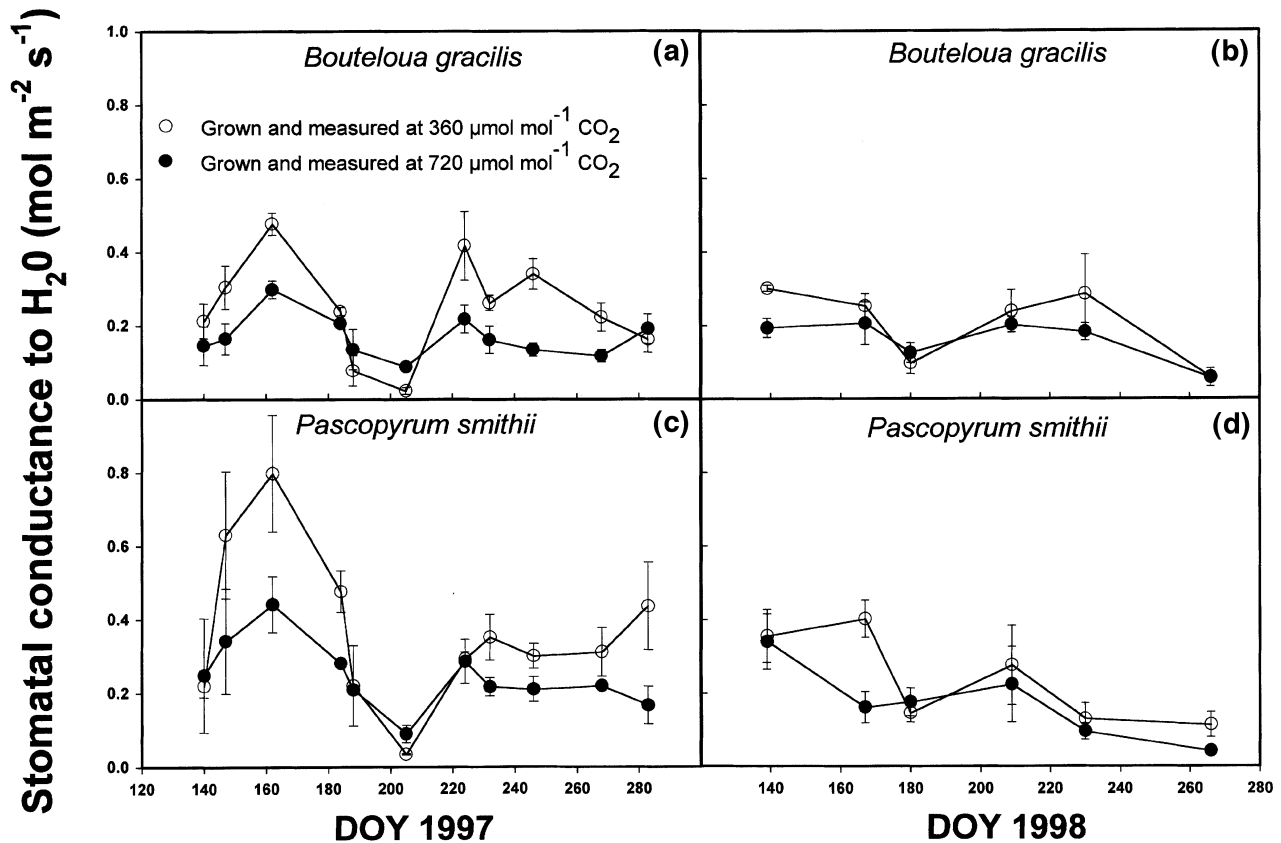 Stomatal conductance to H₂0 (mol m⁻² s⁻¹)
1.0
0.8
0.6
0.4
0.2
0.0
Bouteloua gracilis (a)
Grown and measured at 360 µmol mol⁻¹ CO₂
Grown and measured at 720 µmol mol⁻¹ CO₂
Bouteloua gracilis (b)
0.8
0.6
0.4
0.2
0.0
Pascopyrum smithii (c)
Pascopyrum smithii (d)
120 140 160 180 200 220 240 260 280
140 160 180 200 220 240 260 280
DOY 1997
DOY 1998